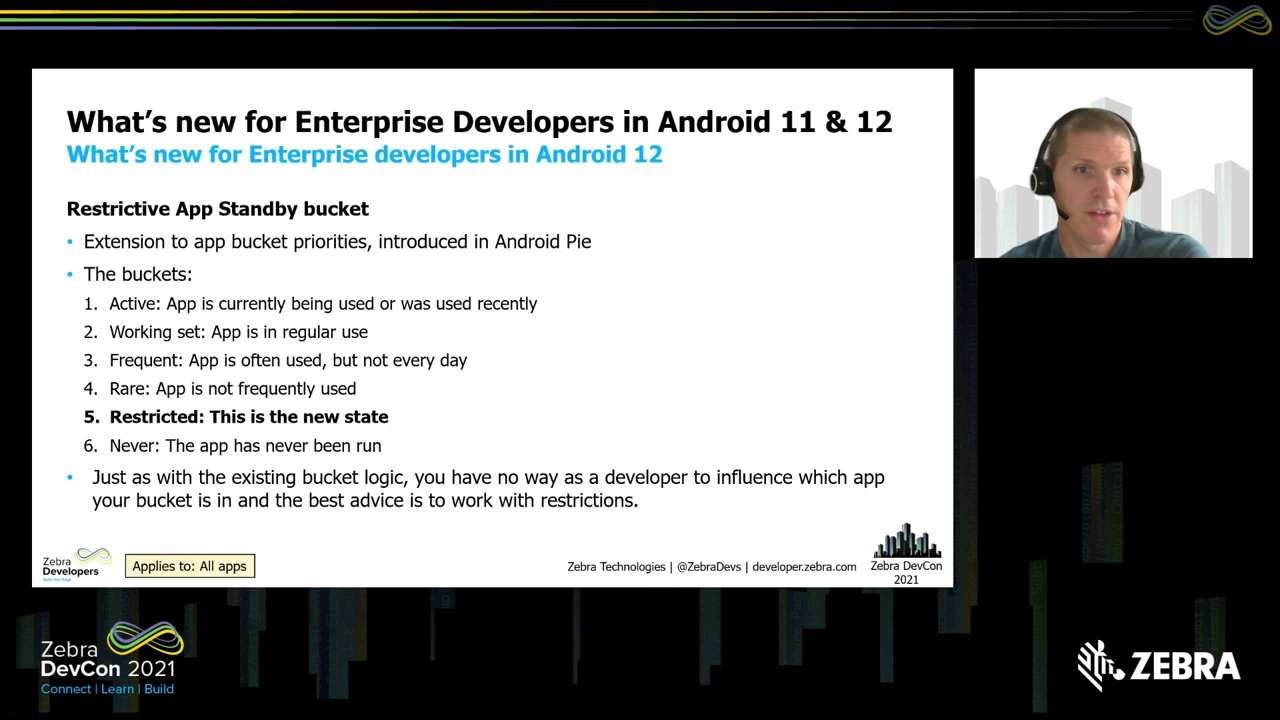 What's new for Enterprise Developers in Android 11 & 12
What's new for Enterprise developers in Android 12
Restrictive App Standby bucket
• Extension to app bucket priorities, introduced in Android Pie
• The buckets:
1. Active: App is currently being used or was used recently
2. Working set: App is in regular use
3. Frequent: App is often used, but not every day
4. Rare: App is not frequently used
5. Restricted: This is the new state
6. Never: The app has never been run
• Just as with the existing bucket logic, you have no way as a developer to influence which app
your bucket is in and the best advice is to work with restrictions.
Zebra
Developers
Build Your Edge
Applies to: All apps
Zebra Technologies | @ZebraDevs | developer.zebra.com
Zebra DevCon
2021
Zebra
DevCon 2021
Connect | Learn | Build
ZEBRA